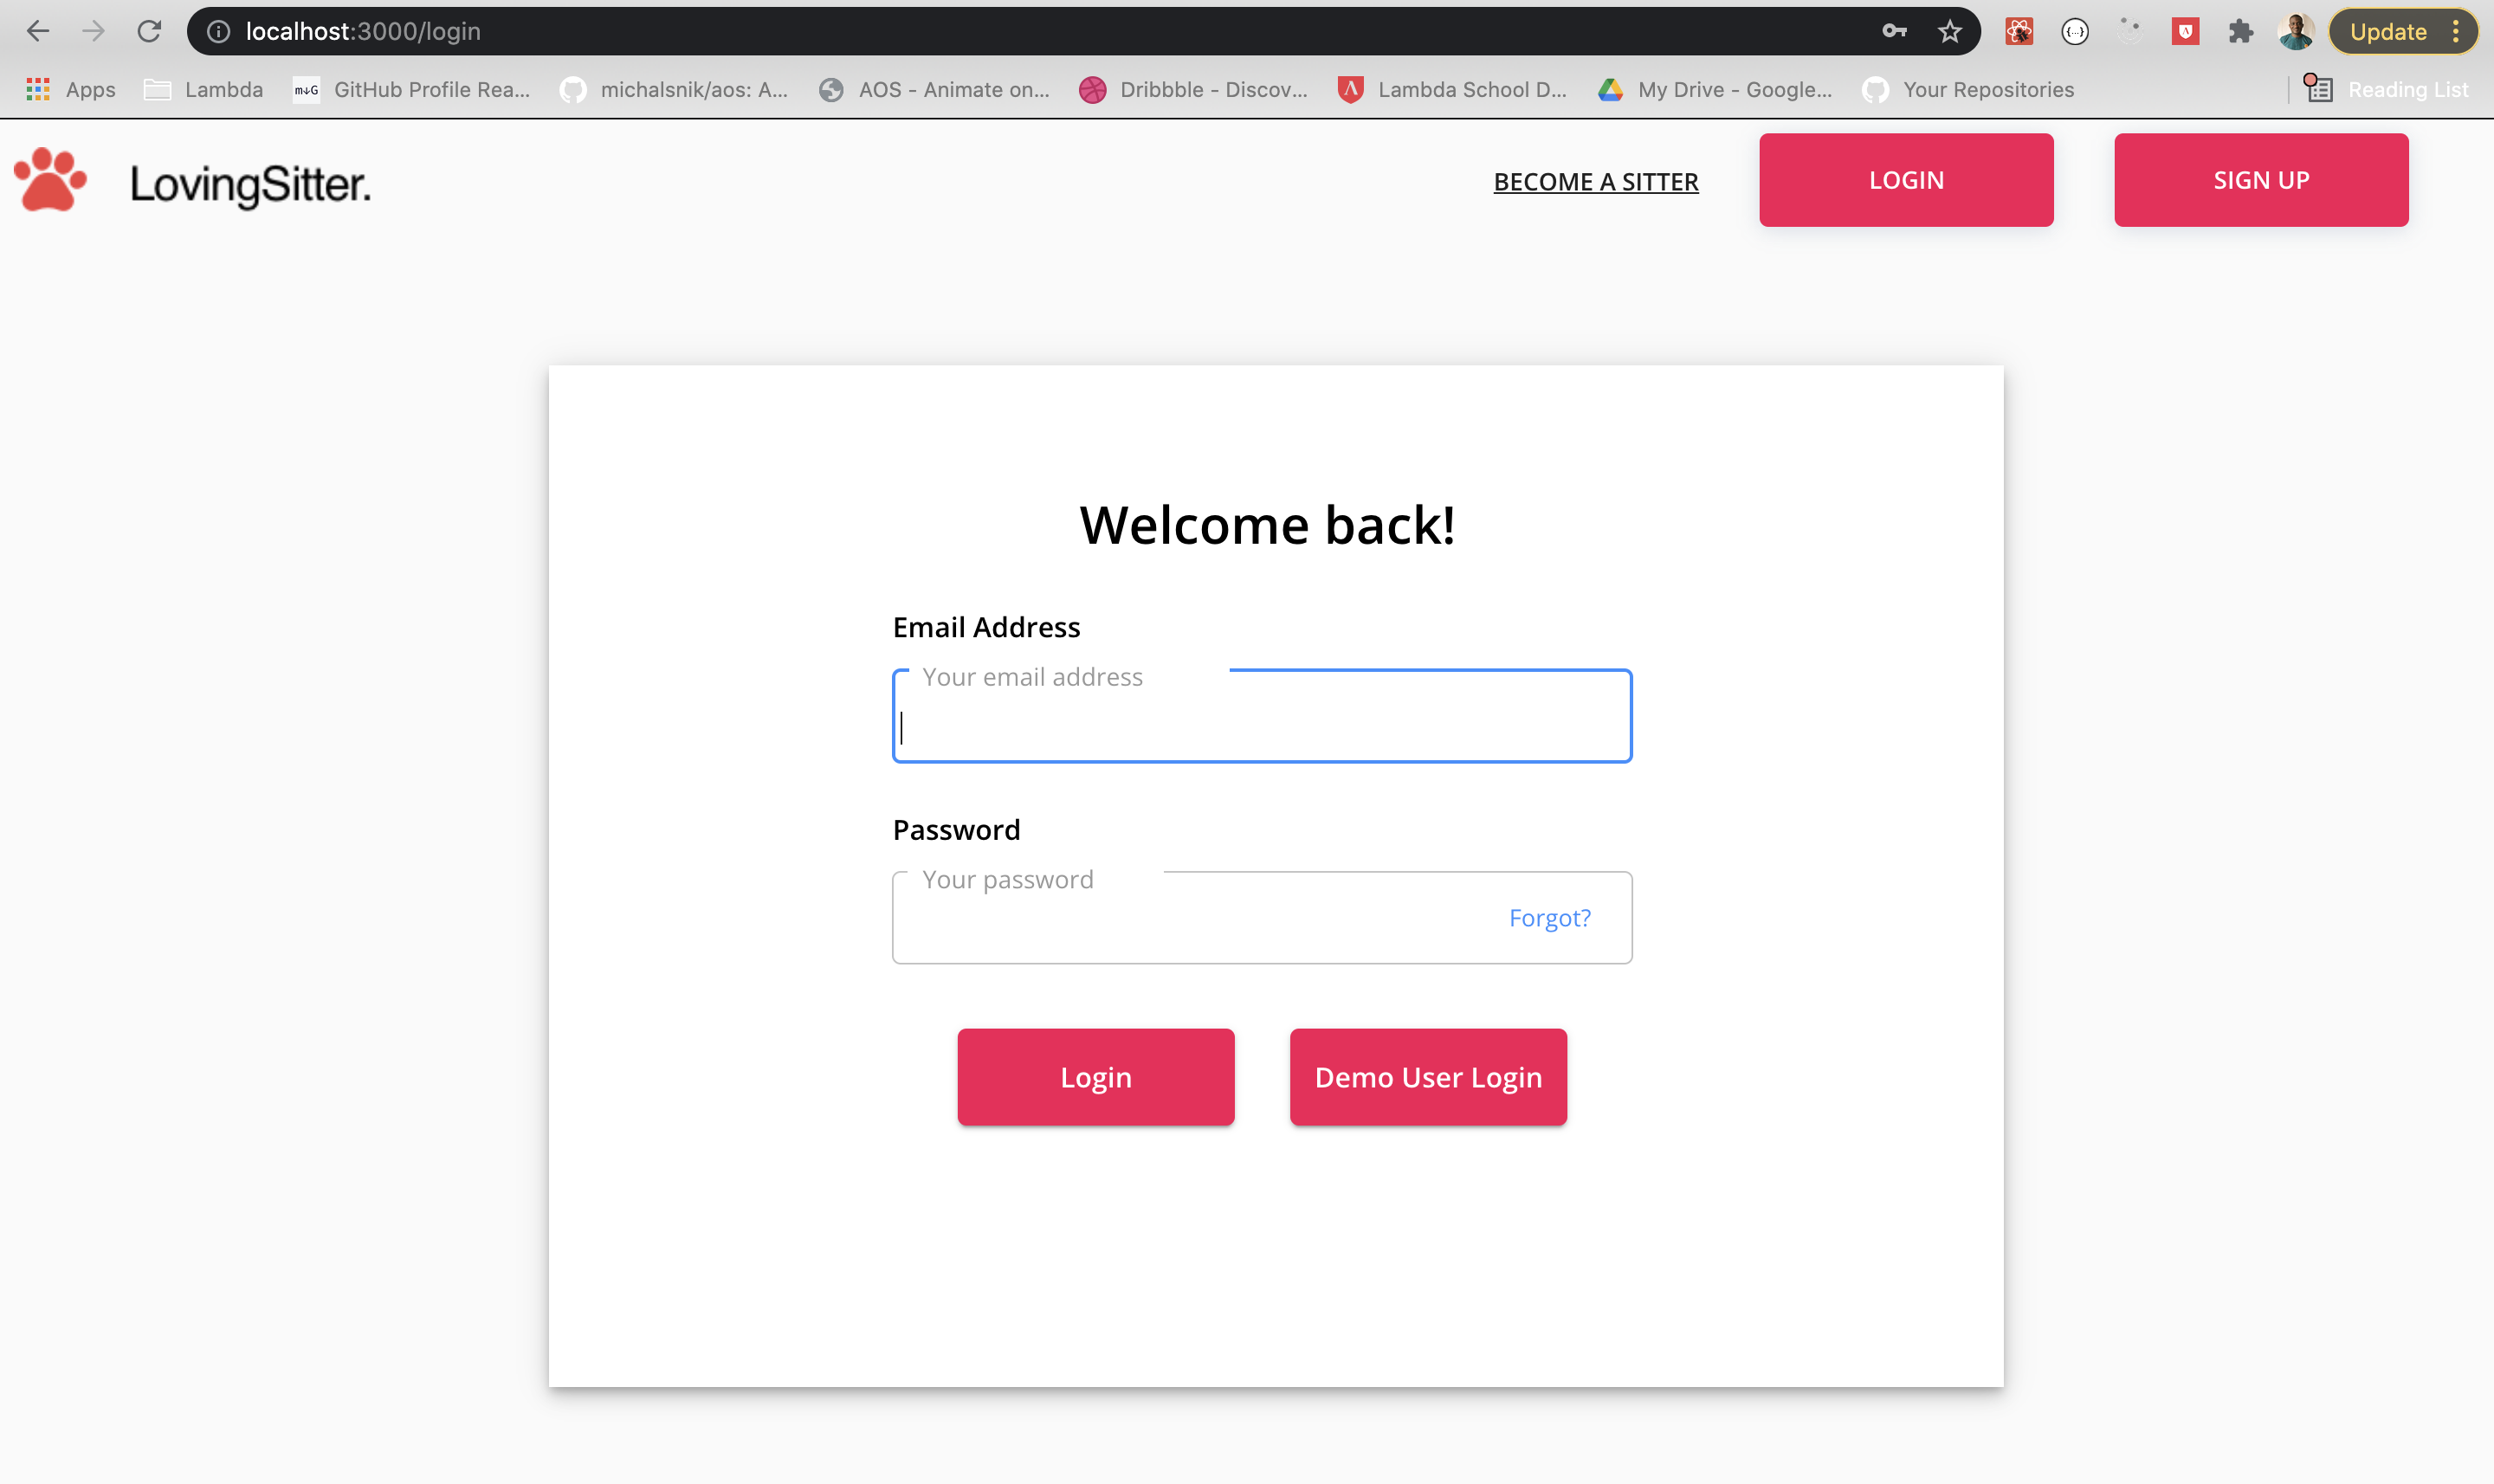 localhost:3000/login
Update
Apps
Lambda
m↓G
GitHub Profile Rea...
michalsnik/aos: A...
AOS - Animate on...
Dribbble - Discov...
Lambda School D...
My Drive - Google...
Your Repositories
Reading List
LovingSitter.
BECOME A SITTER
LOGIN
SIGN UP
Welcome back!
Email Address
Your email address
Password
Your password
Forgot?
Login
Demo User Login